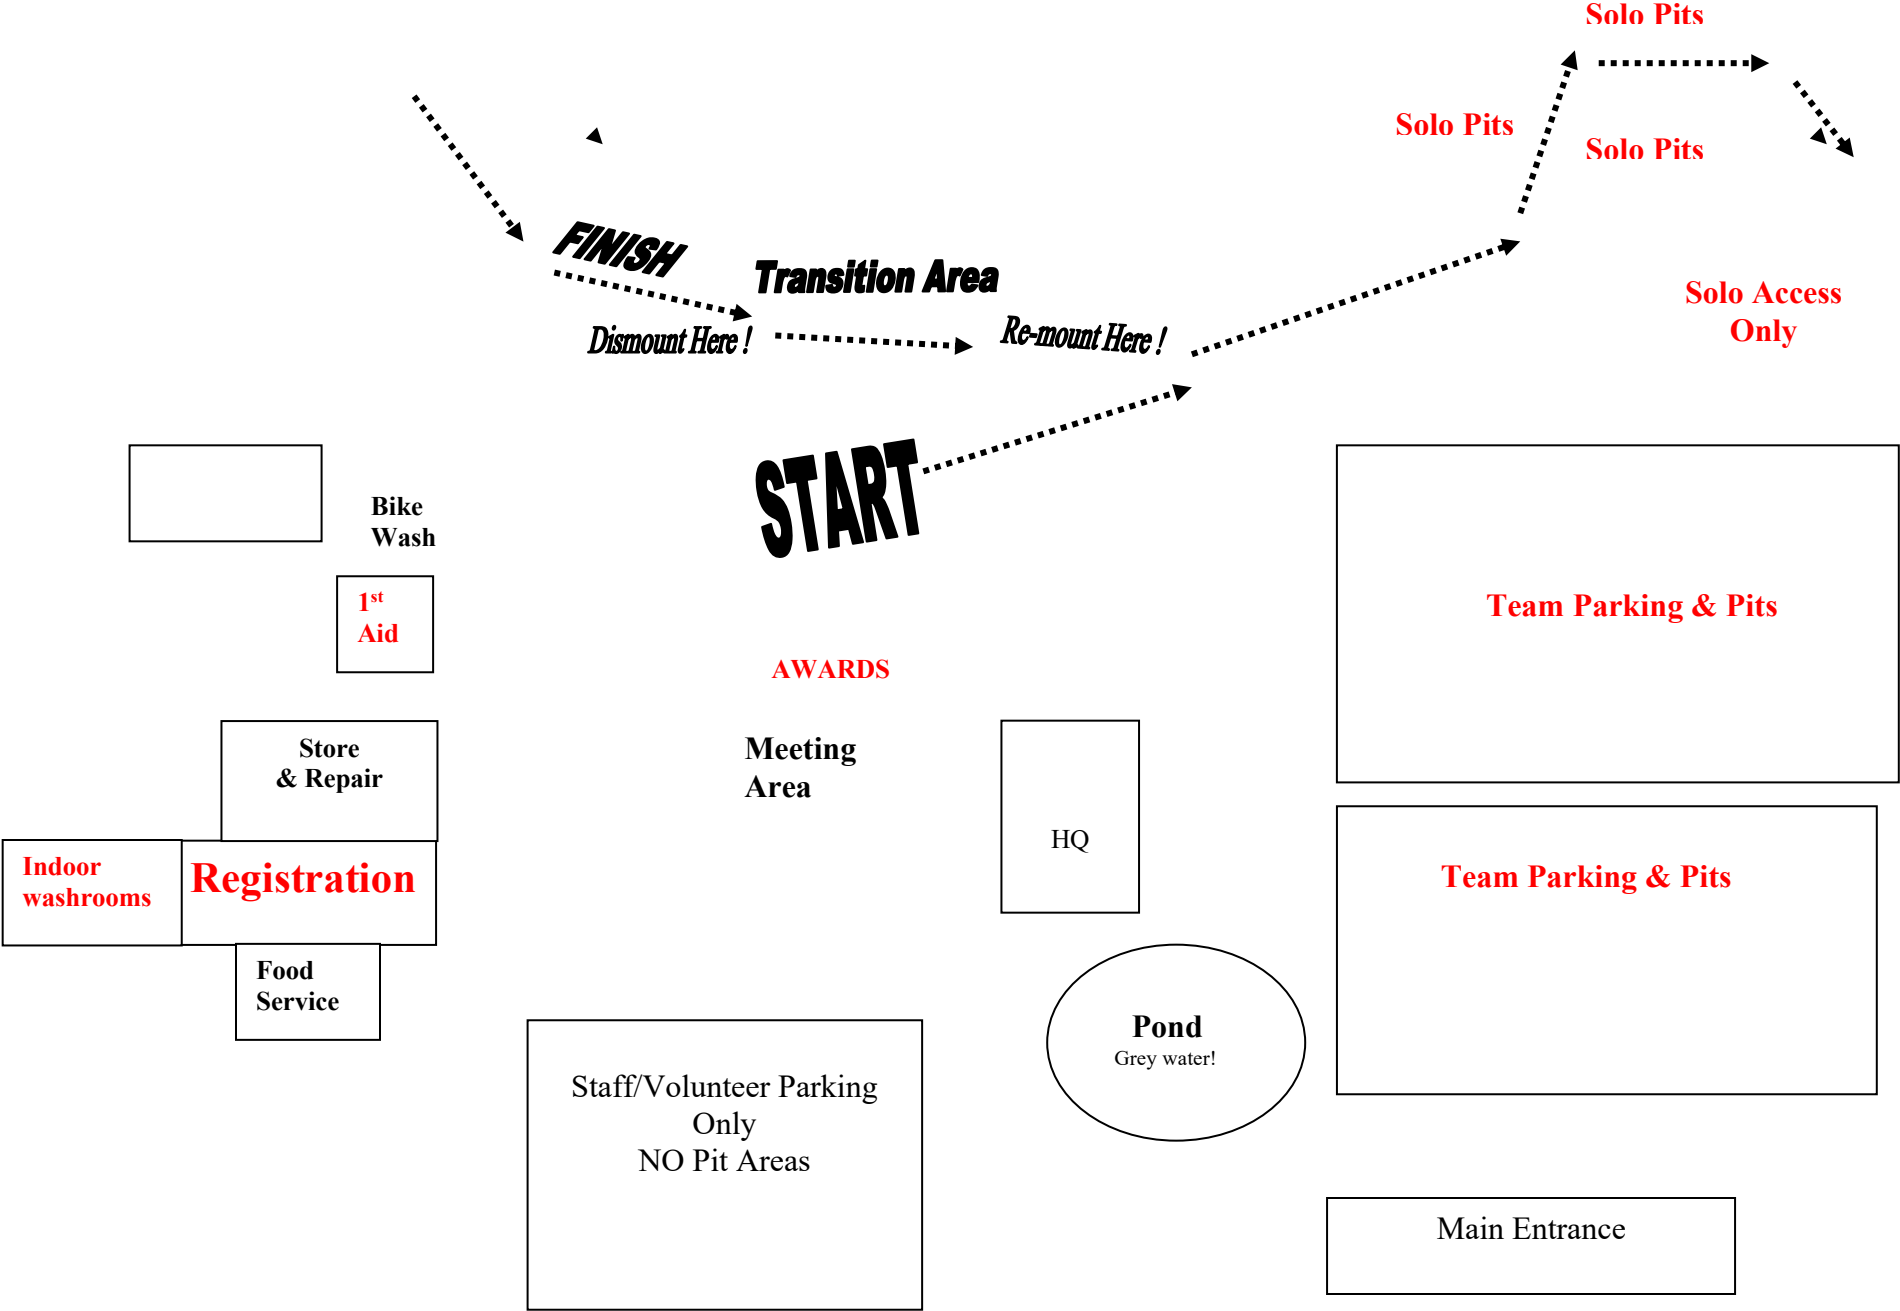 Solo Pits
Solo Pits
Solo Pits
FINISH
Transition Area
Dismount Here !
Re-mount Here !
Solo Access
Only
START
Bike
Wash
1st
Aid
Team Parking & Pits
AWARDS
Store
& Repair
Meeting
Area
HQ
Indoor
washrooms
Registration
Team Parking & Pits
Food
Service
Pond
Grey water!
Staff/Volunteer Parking
Only
NO Pit Areas
Main Entrance